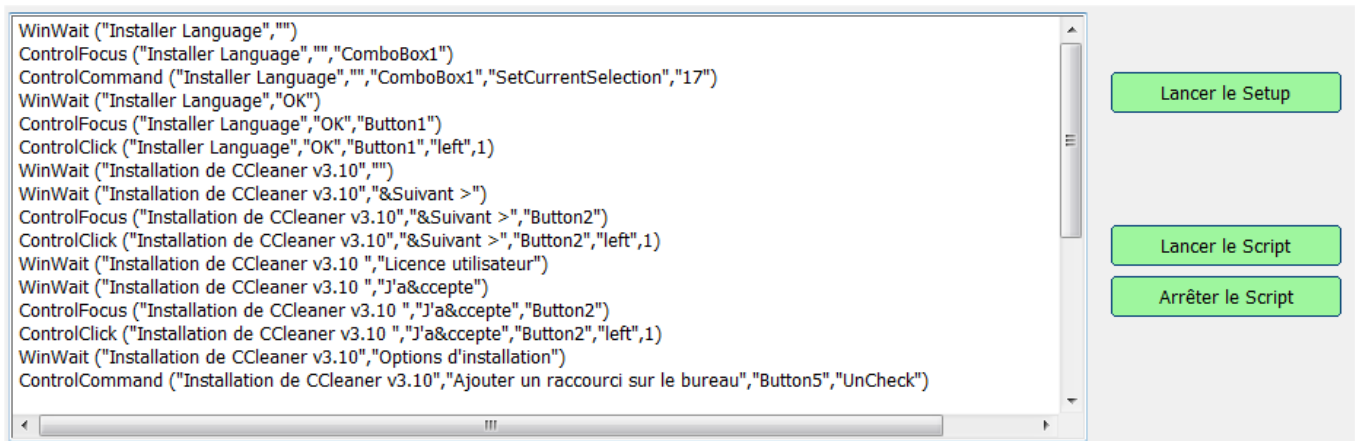 WinWait ("Installer Language","")
ControlFocus ("Installer Language","","ComboBox1")
ControlCommand ("Installer Language","","ComboBox1","SetCurrentSelection","17")
WinWait ("Installer Language","OK")
ControlFocus ("Installer Language","OK","Button1")
ControlClick ("Installer Language","OK","Button1","left",1)
WinWait ("Installation de CCleaner v3.10","")
WinWait ("Installation de CCleaner v3.10","&Suivant >")
ControlFocus ("Installation de CCleaner v3.10","&Suivant >","Button2")
ControlClick ("Installation de CCleaner v3.10","&Suivant >","Button2","left",1)
WinWait ("Installation de CCleaner v3.10 ","Licence utilisateur")
WinWait ("Installation de CCleaner v3.10 ","J'a&ccepte")
ControlFocus ("Installation de CCleaner v3.10 ","J'a&ccepte","Button2")
ControlClick ("Installation de CCleaner v3.10 ","J'a&ccepte","Button2","left",1)
WinWait ("Installation de CCleaner v3.10","Options d'installation")
ControlCommand ("Installation de CCleaner v3.10","Ajouter un raccourci sur le bureau","Button5","UnCheck")
Lancer le Setup
Lancer le Script
Arrêter le Script